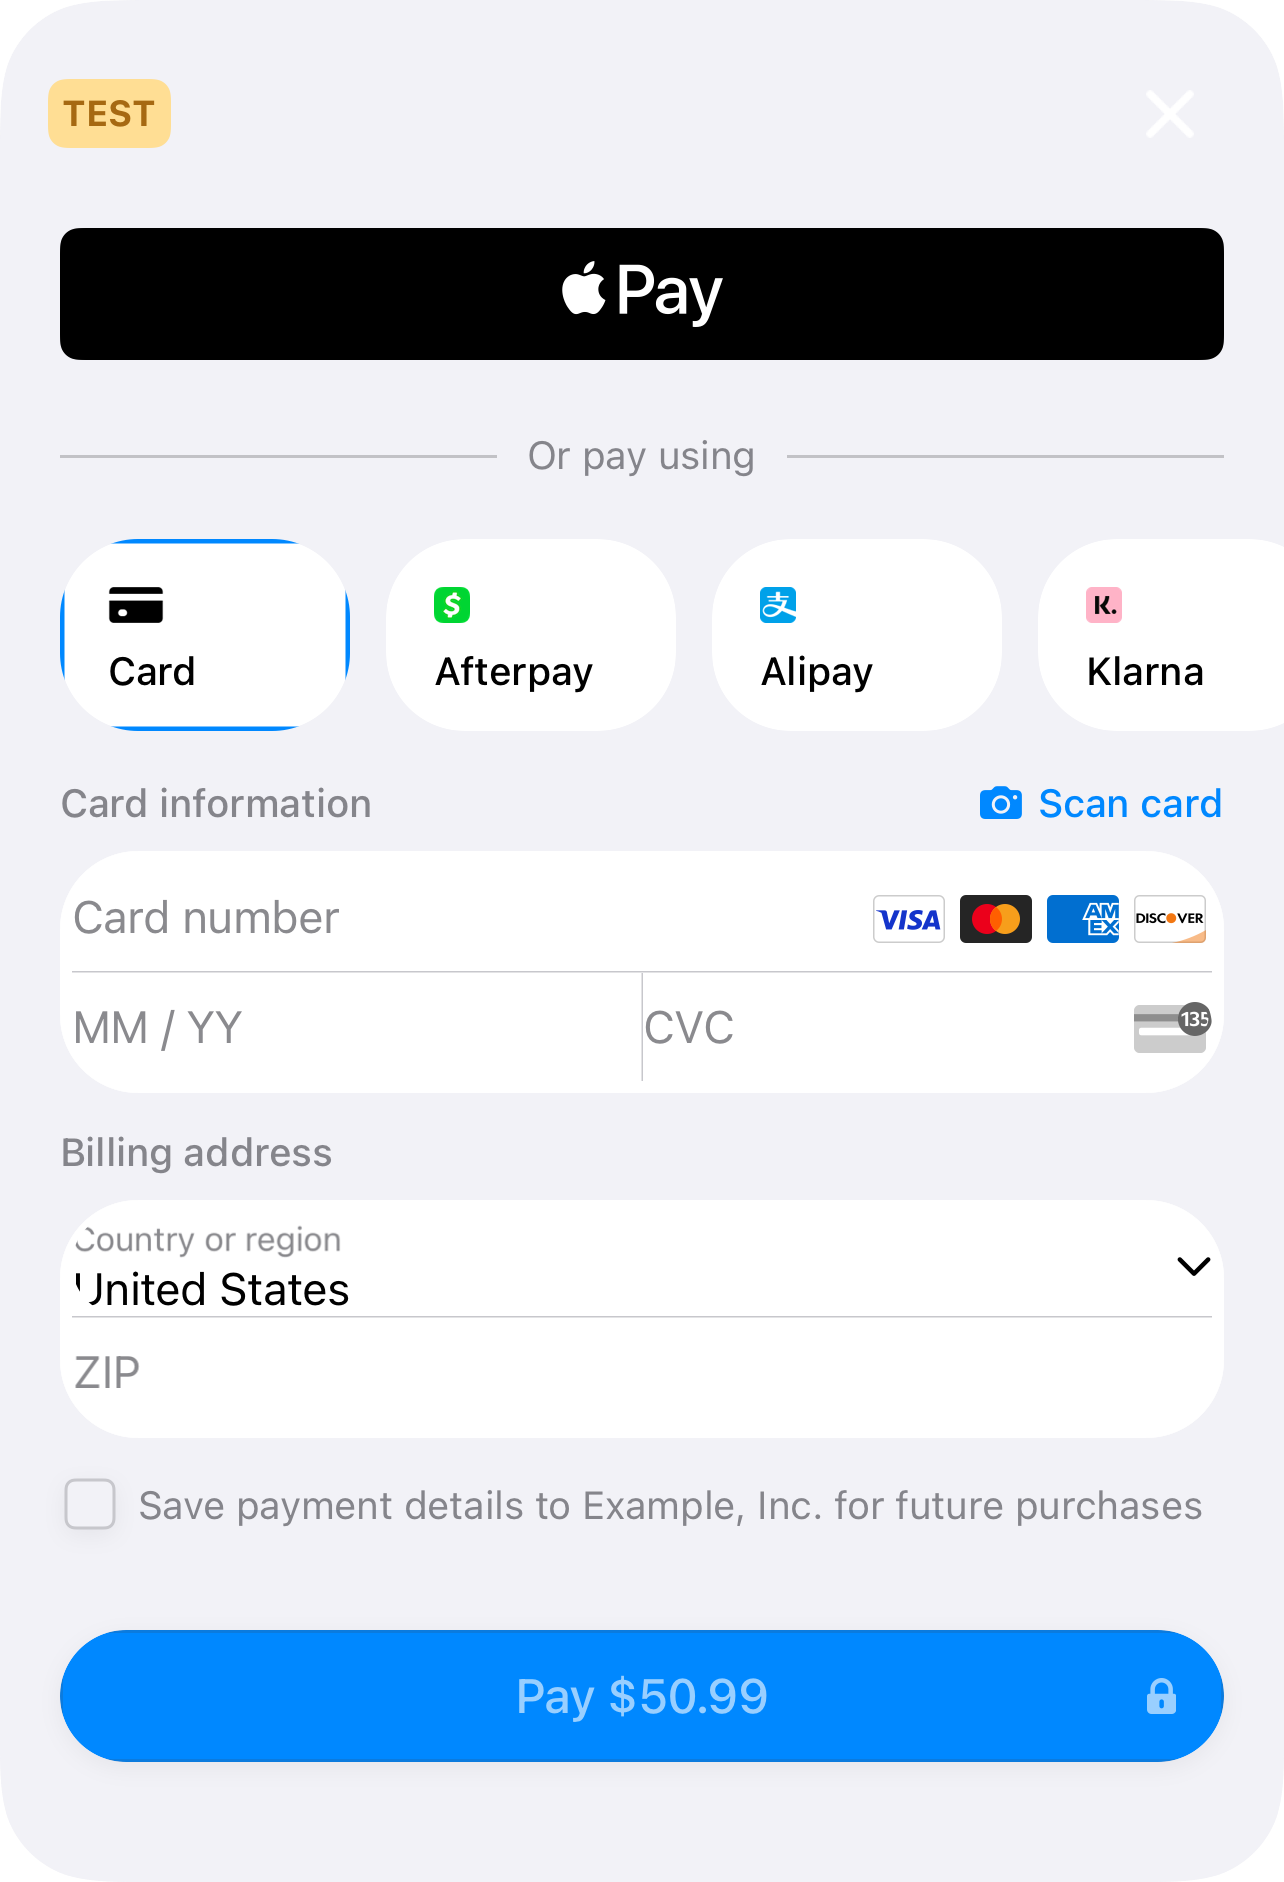 TEST
Pay
Or pay using
Card
Afterpay
Alipay
Klarna
Card information
Scan card
Card number
VISA
AMEX
DISCOVER
MM / YY
CVC
135
Billing address
Country or region
United States
ZIP
Save payment details to Example, Inc. for future purchases
Pay $50.99